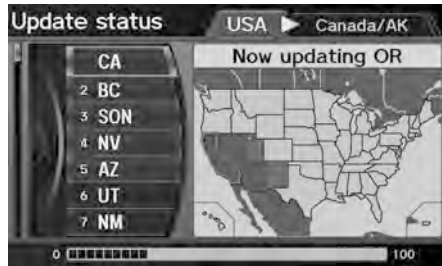 Update status
USA Canada/AK
CA
2 BC
3 SON
4 NV
5 AZ
6 UT
7 NM
Now updating OR
0 100